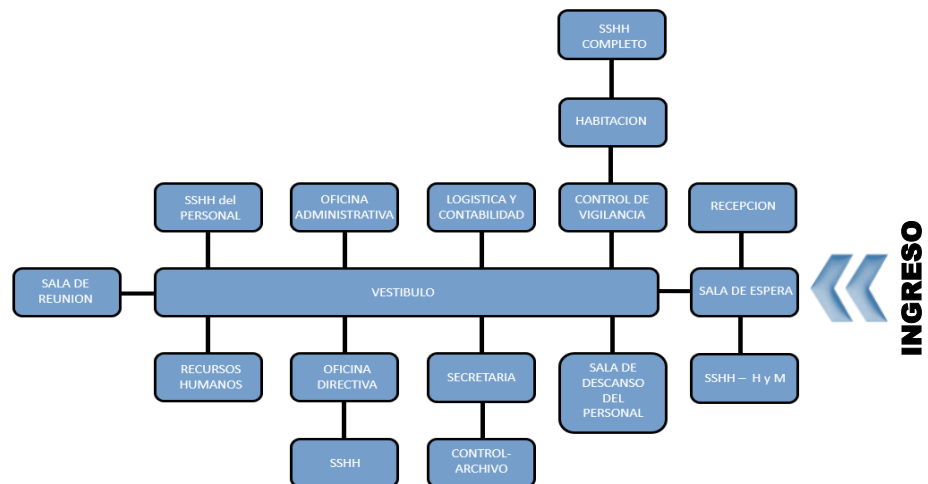 SSHH
COMPLETO
HABITACION
SSHH del
PERSONAL
OFICINA
ADMINISTRATIVA
LOGISTICA Y
CONTABILIDAD
CONTROL DE
VIGILANCIA
RECEPCION
SALA DE
REUNION
VESTIBULO
SALA DE ESPERA
INGRESO
RECURSOS
HUMANOS
OFICINA
DIRECTIVA
SECRETARIA
SALA DE
DESCANSO
DEL
PERSONAL
SSHH – H y M
SSHH
CONTROL-
ARCHIVO